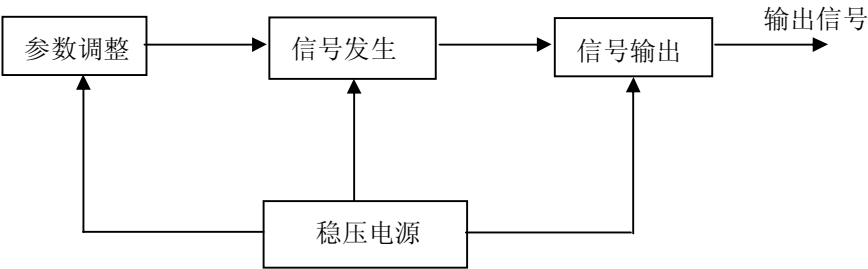 输出信号
参数调整
信号发生
信号输出
稳压电源